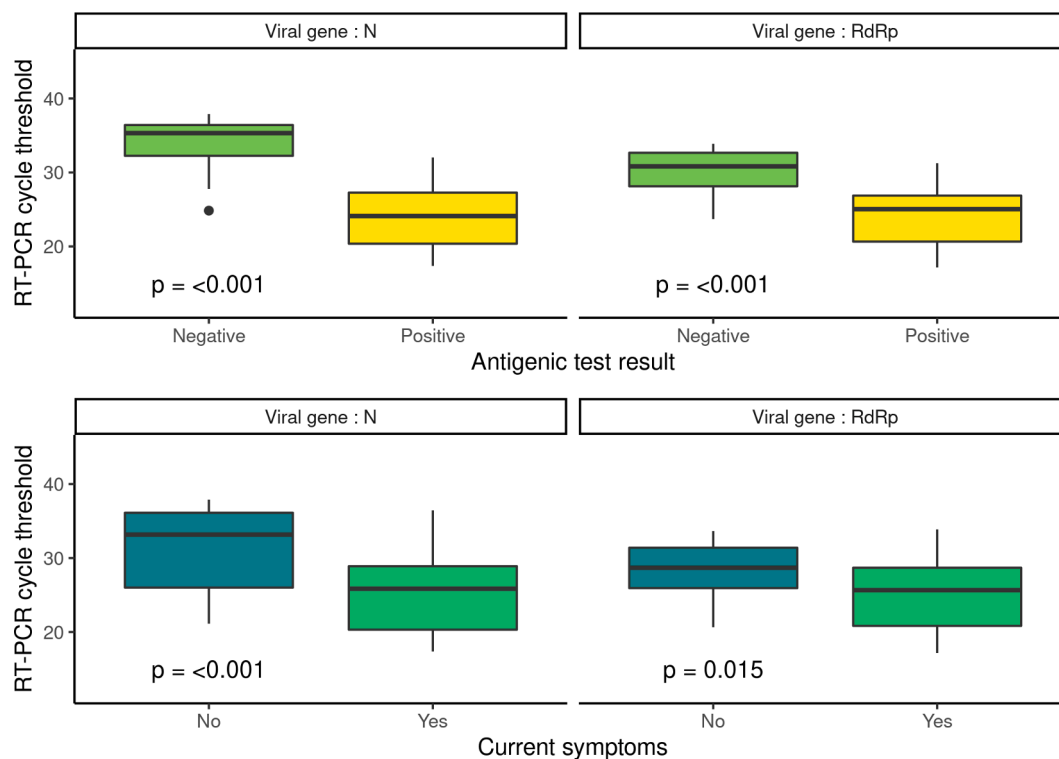 Viral gene : N
Viral gene : RdRp
RT-PCR cycle threshold
40
30
20
p = <0.001
p = <0.001
Negative
Positive
Negative
Positive
Antigenic test result
Viral gene : N
Viral gene : RdRp
RT-PCR cycle threshold
40
30
20
p = <0.001
p = 0.015
No
Yes
No
Yes
Current symptoms